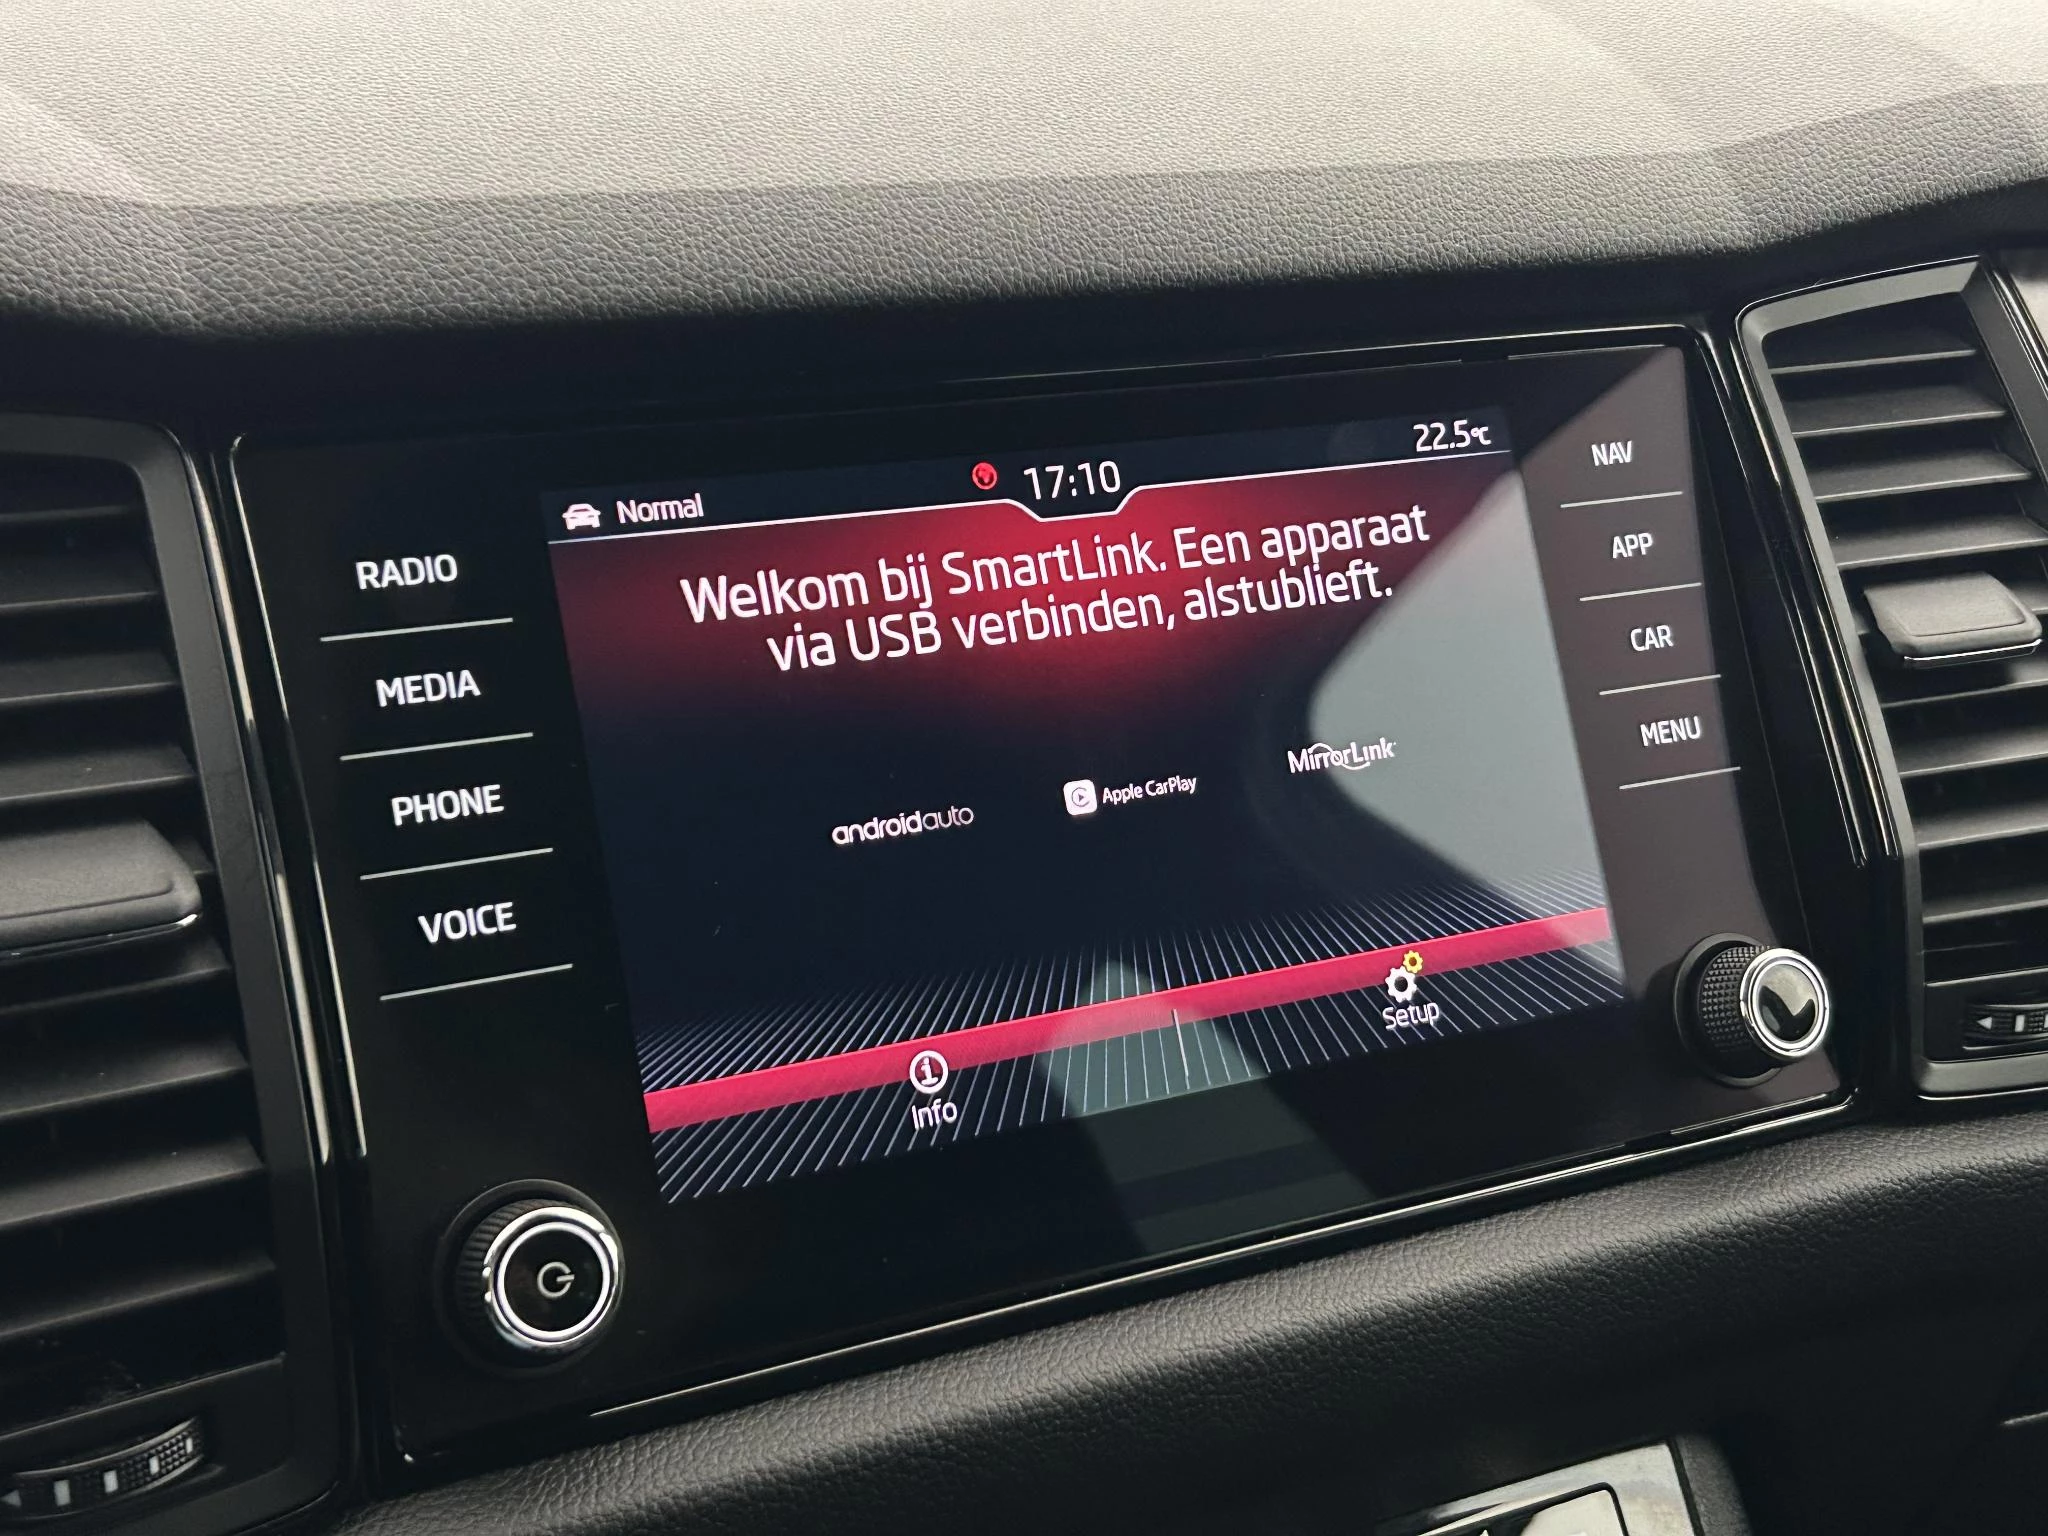 Normal
17:10
22.5°C
Welkom bij SmartLink. Een apparaat
via USB verbinden, alstublieft.
androidauto
Apple CarPlay
MirrorLink
Info
Setup
RADIO
MEDIA
PHONE
VOICE
NAV
APP
CAR
MENU